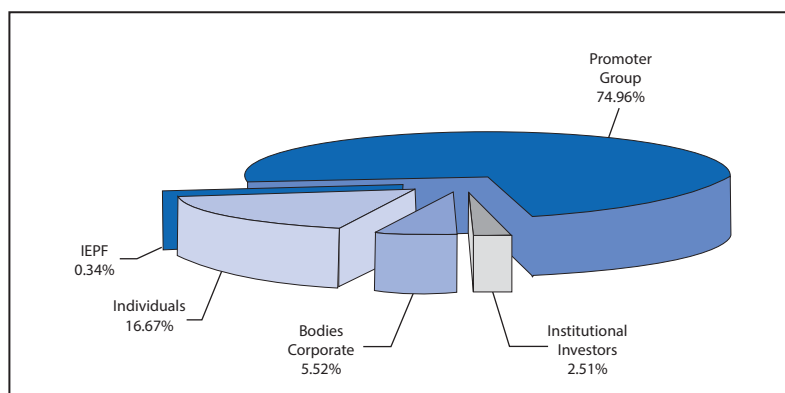 Promoter
Group
74.96%
IEPF
0.34%
Individuals
16.67%
Bodies
Corporate
5.52%
Institutional
Investors
2.51%